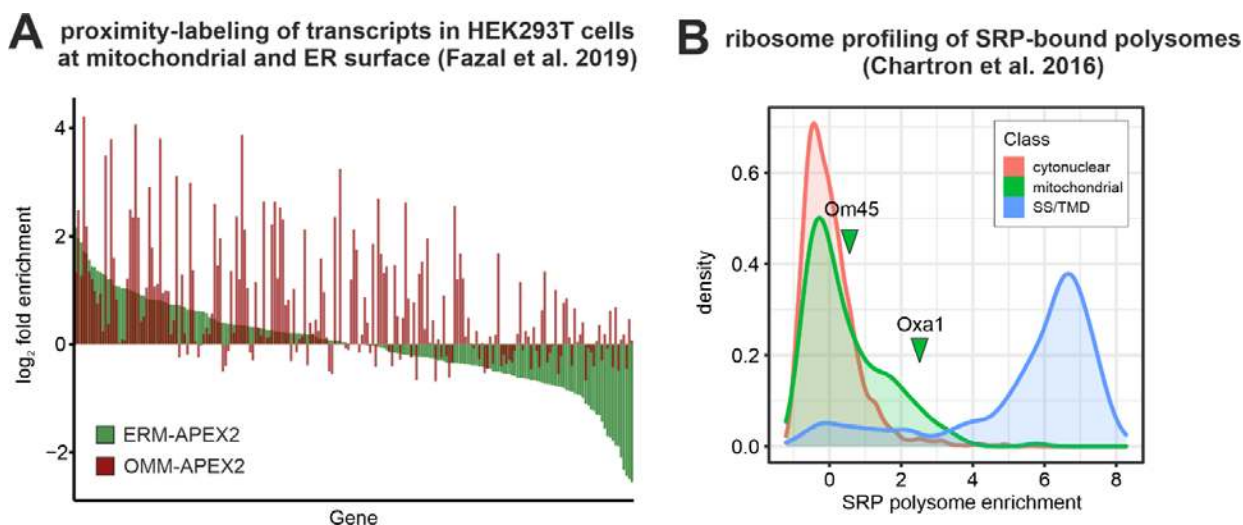 A proximity-labeling of transcripts in HEK293T cells
at mitochondrial and ER surface (Fazal et al. 2019)
log₂ fold enrichment
4
2
0
−2
ERM-APEX2
OMM-APEX2
Gene
B ribosome profiling of SRP-bound polysomes
(Chartron et al. 2016)
density
0.6
0.4
0.2
0.0
Class
cytonuclear
mitochondrial
SS/TMD
Om45
Oxa1
0 2 4 6 8
SRP polysome enrichment